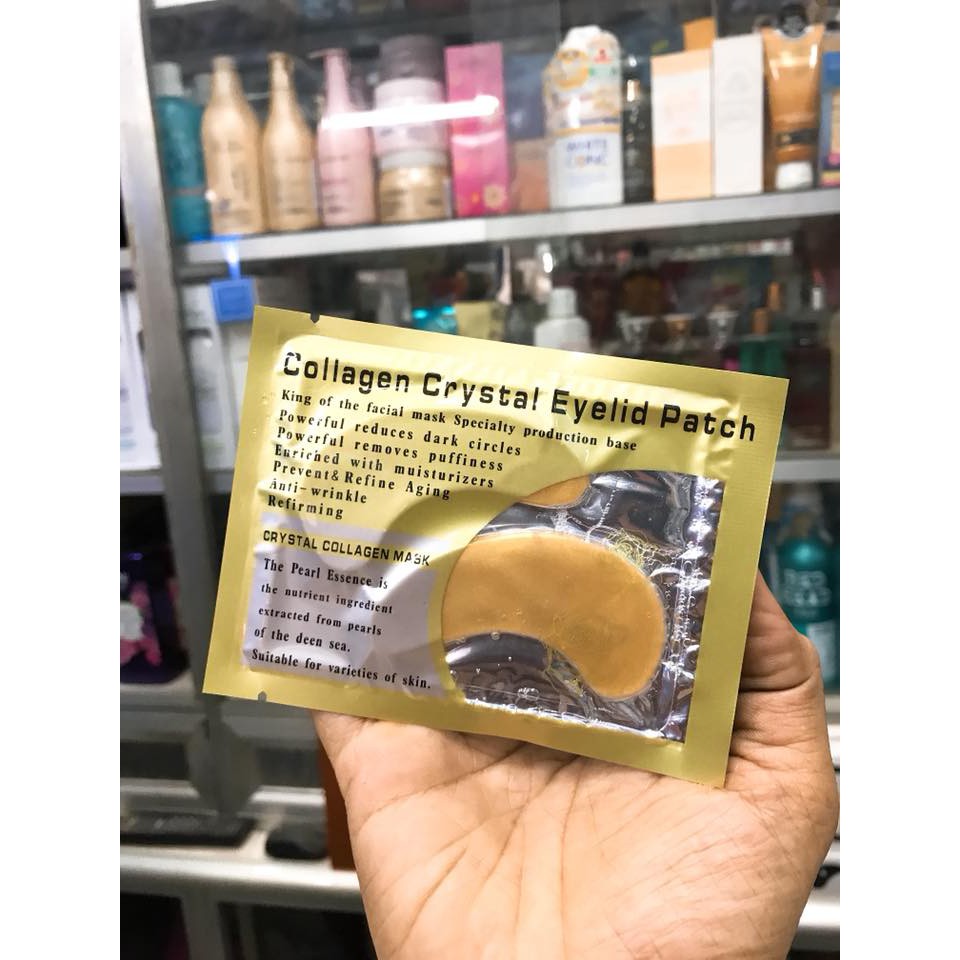 Collagen Crystal Eyelid Patch
King of the facial mask Specialty production base
Powerful reduces dark circles
Powerful removes puffiness
Enriched with muisturizers
Prevent&Refine Aging
Anti-wrinkle
Refirming
CRYSTAL COLLAGEN MASK
The Pearl Essence is
the nutrient ingredient
extracted from pearls
of the deen sea.
Suitable for varieties of skin.
WHITE